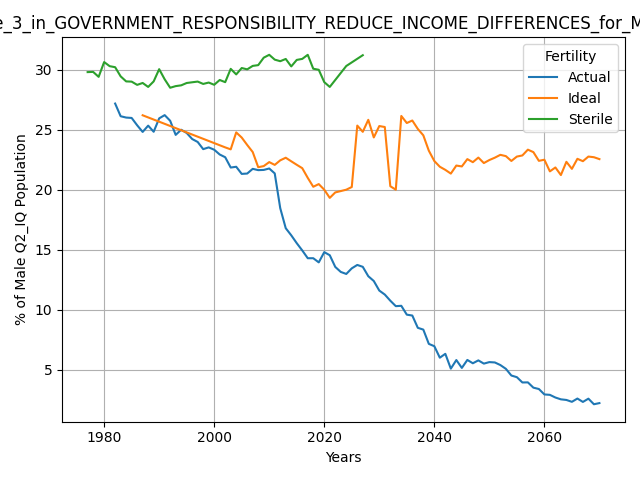 e_3_in_GOVERNMENT_RESPONSIBILITY_REDUCE_INCOME_DIFFERENCES_for_M
Fertility
Actual
Ideal
Sterile
% of Male Q2_IQ Population
30
25
20
15
10
5
1980
2000
2020
2040
2060
Years